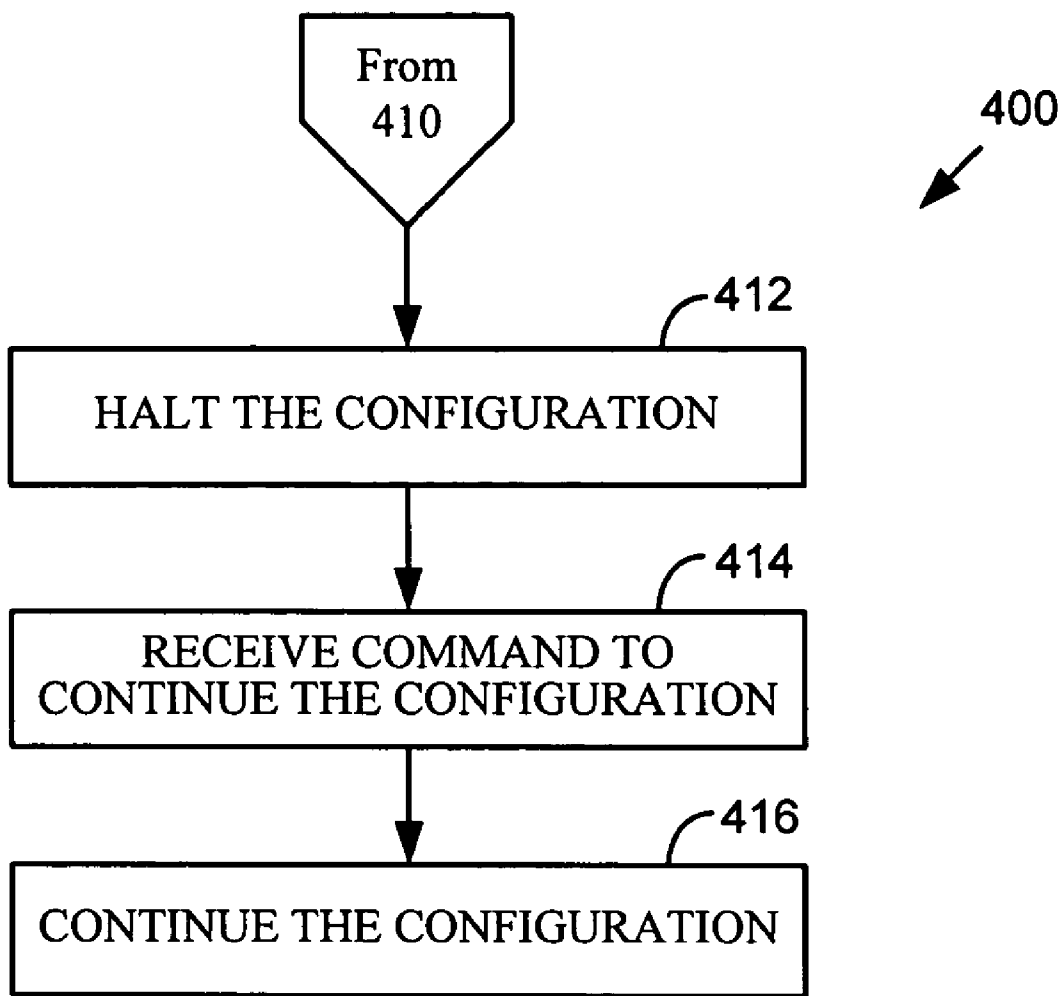 From
410
400
412
HALT THE CONFIGURATION
414
RECEIVE COMMAND TO
CONTINUE THE CONFIGURATION
416
CONTINUE THE CONFIGURATION